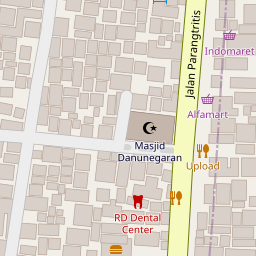 Jalan Parangtritis
Indomaret
Alfamart
Masjid
Danunegaran
Upload
RD Dental
Center